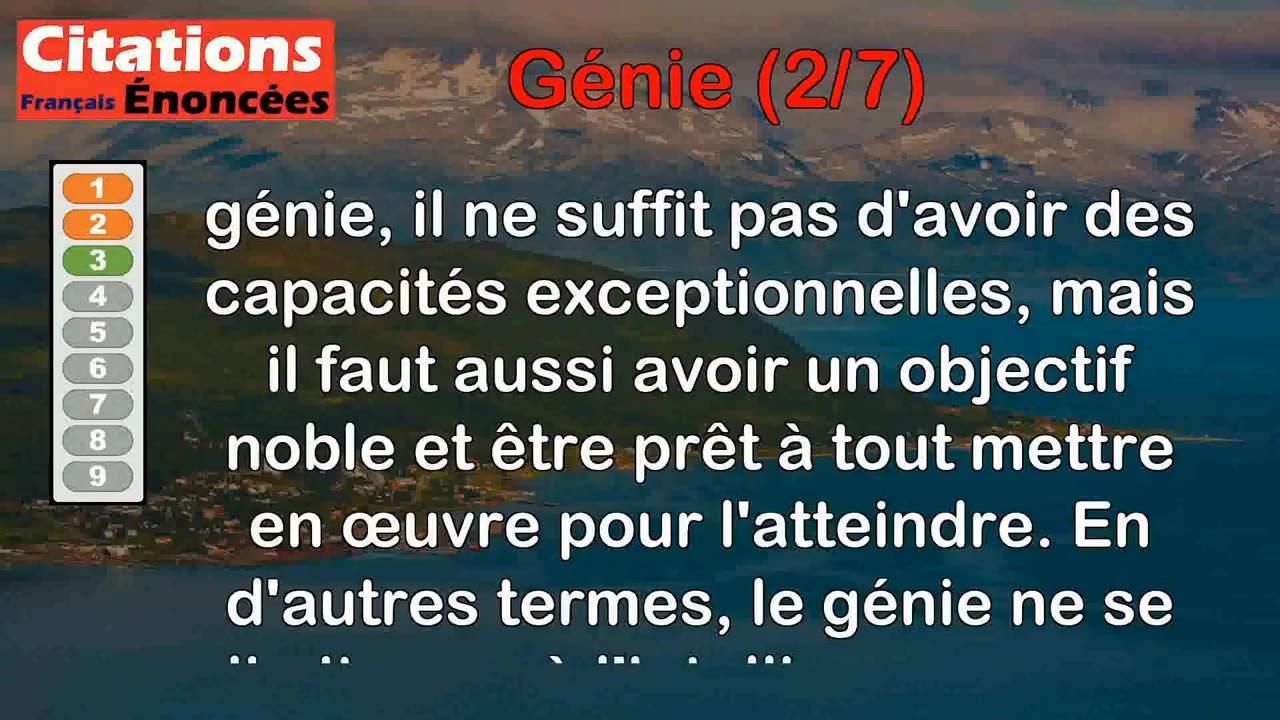 Citations
Français Énoncées
Génie (2/7)
1
2
3
4
5
6
7
8
9
génie, il ne suffit pas d'avoir des
capacités exceptionnelles, mais
il faut aussi avoir un objectif
noble et être prêt à tout mettre
en œuvre pour l'atteindre. En
d'autres termes, le génie ne se